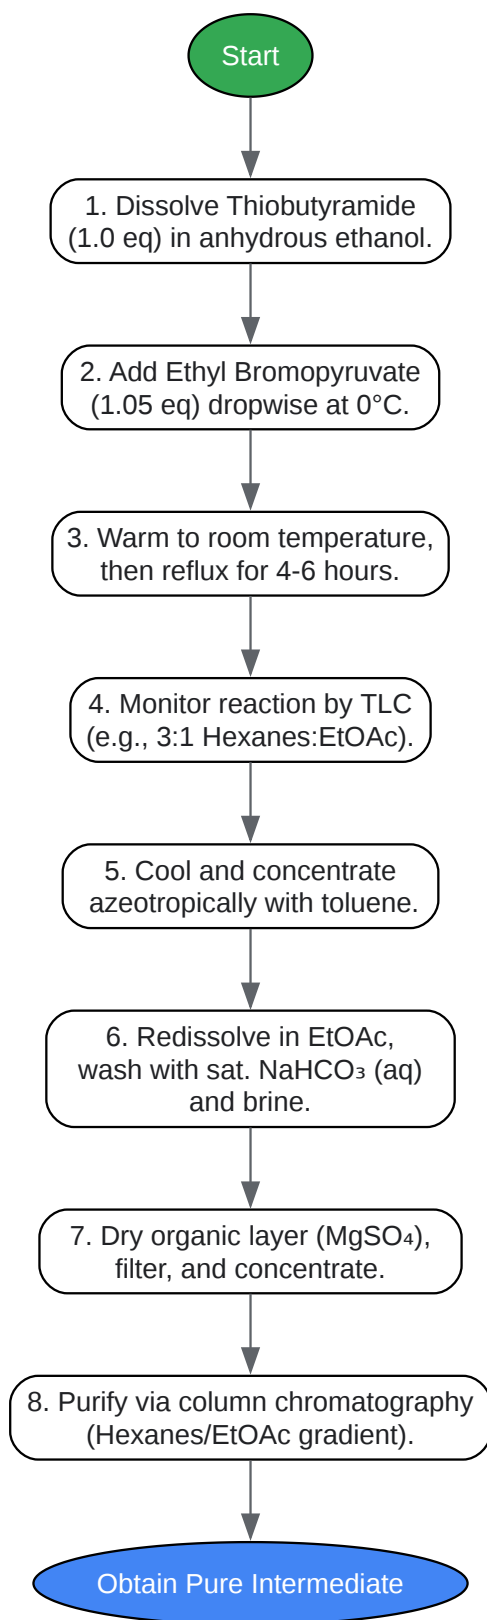 Start
1. Dissolve Thiobutyramide
(1.0 eq) in anhydrous ethanol.
2. Add Ethyl Bromopyruvate
(1.05 eq) dropwise at 0°C.
3. Warm to room temperature,
then reflux for 4-6 hours.
4. Monitor reaction by TLC
(e.g., 3:1 Hexanes:EtOAc).
5. Cool and concentrate
azeotropically with toluene.
6. Redissolve in EtOAc,
wash with sat. NaHCO₃ (aq)
and brine.
7. Dry organic layer (MgSO₄),
filter, and concentrate.
8. Purify via column chromatography
(Hexanes/EtOAc gradient).
Obtain Pure Intermediate